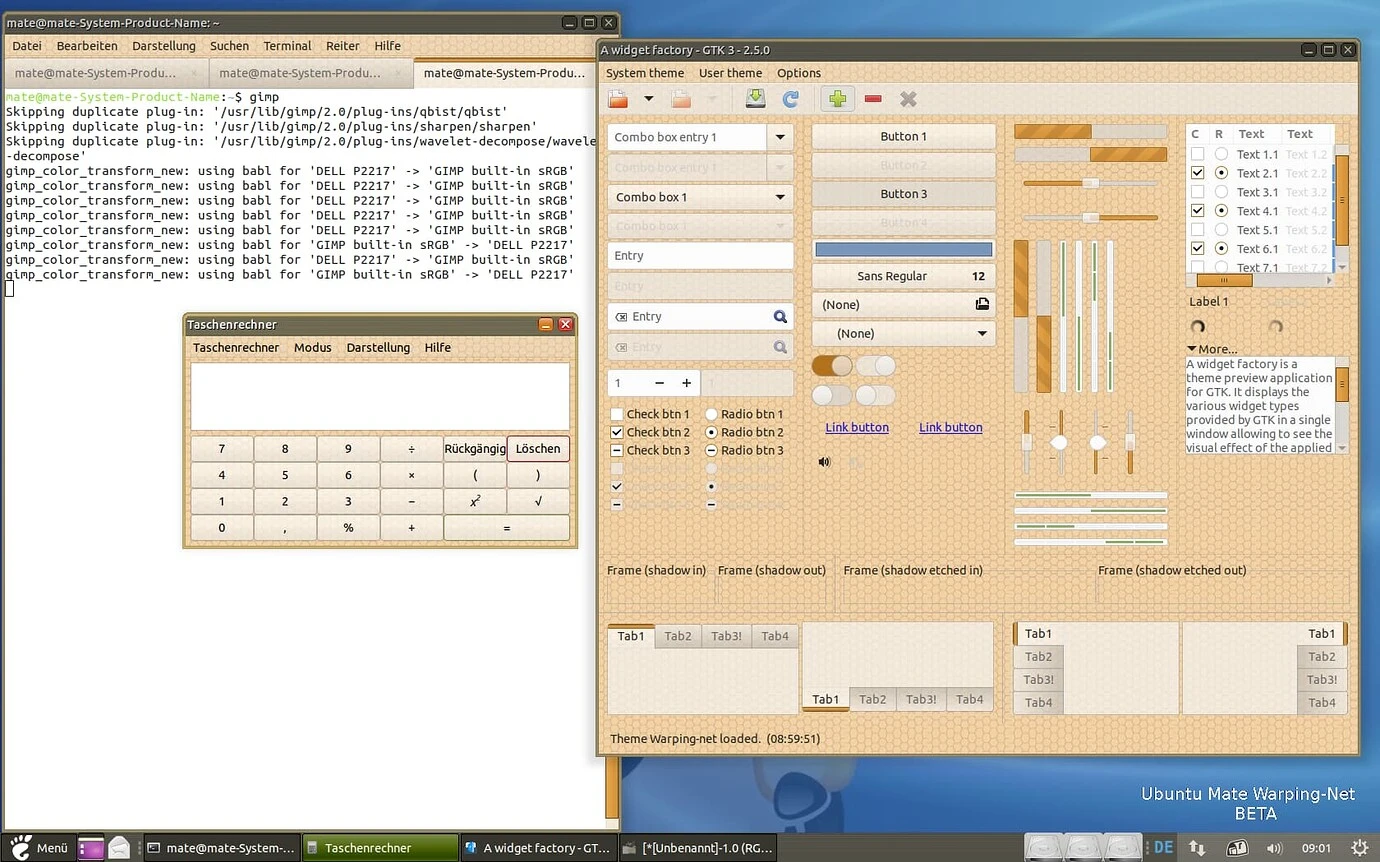 mate@mate-System-Product-Name: ~
Datei Bearbeiten Darstellung Suchen Terminal Reiter Hilfe
mate@mate-System-Produ... × mate@mate-System-Produ... × mate@mate-System-Produ...
mate@mate-System-Product-Name:~$ gimp
Skipping duplicate plug-in: '/usr/lib/gimp/2.0/plug-ins/qbist/qbist'
Skipping duplicate plug-in: '/usr/lib/gimp/2.0/plug-ins/sharpen/sharpen'
Skipping duplicate plug-in: '/usr/lib/gimp/2.0/plug-ins/wavelet-decompose/wavele
-decompose'
gimp_color_transform_new: using babl for 'DELL P2217' -> 'GIMP built-in sRGB'
gimp_color_transform_new: using babl for 'DELL P2217' -> 'GIMP built-in sRGB'
gimp_color_transform_new: using babl for 'DELL P2217' -> 'GIMP built-in sRGB'
gimp_color_transform_new: using babl for 'DELL P2217' -> 'GIMP built-in sRGB'
gimp_color_transform_new: using babl for 'DELL P2217' -> 'GIMP built-in sRGB'
gimp_color_transform_new: using babl for 'GIMP built-in sRGB' -> 'DELL P2217'
gimp_color_transform_new: using babl for 'DELL P2217' -> 'GIMP built-in sRGB'
gimp_color_transform_new: using babl for 'GIMP built-in sRGB' -> 'DELL P2217'
Taschenrechner
Taschenrechner Modus Darstellung Hilfe
7 8 9 ÷ Rückgängig Löschen
4 5 6 × ( )
1 2 3 − x² √
0 , % + =
A widget factory - GTK 3 - 2.5.0
System theme User theme Options
Combo box entry 1
Combo box entry 1
Combo box 1
Combo box 1
Entry
Entry
Entry
Entry
1 − +
1
Check btn 1 Radio btn 1
Check btn 2 Radio btn 2
Check btn 3 Radio btn 3
Button 1
Button 2
Button 3
Button 4
Sans Regular 12
(None)
(None)
Link button Link button
C R Text Text
Text 1.1 Text 1.2
Text 2.1 Text 2.2
Text 3.1 Text 3.2
Text 4.1 Text 4.2
Text 5.1 Text 5.2
Text 6.1 Text 6.2
Text 7.1 Text 7.2
Label 1
More...
A widget factory is a
theme preview application
for GTK. It displays the
various widget types
provided by GTK in a single
window allowing to see the
visual effect of the applied
Frame (shadow in) Frame (shadow out) Frame (shadow etched in) Frame (shadow etched out)
Tab1 Tab2 Tab3! Tab4
Tab1 Tab2 Tab3! Tab4
Tab1
Tab2
Tab3!
Tab4
Tab1
Tab2
Tab3!
Tab4
Theme Warping-net loaded. (08:59:51)
Ubuntu Mate Warping-Net
BETA
Menü mate@mate-System-... Taschenrechner A widget factory - GT... [*[Unbenannt]-1.0 (RG... DE 09:01